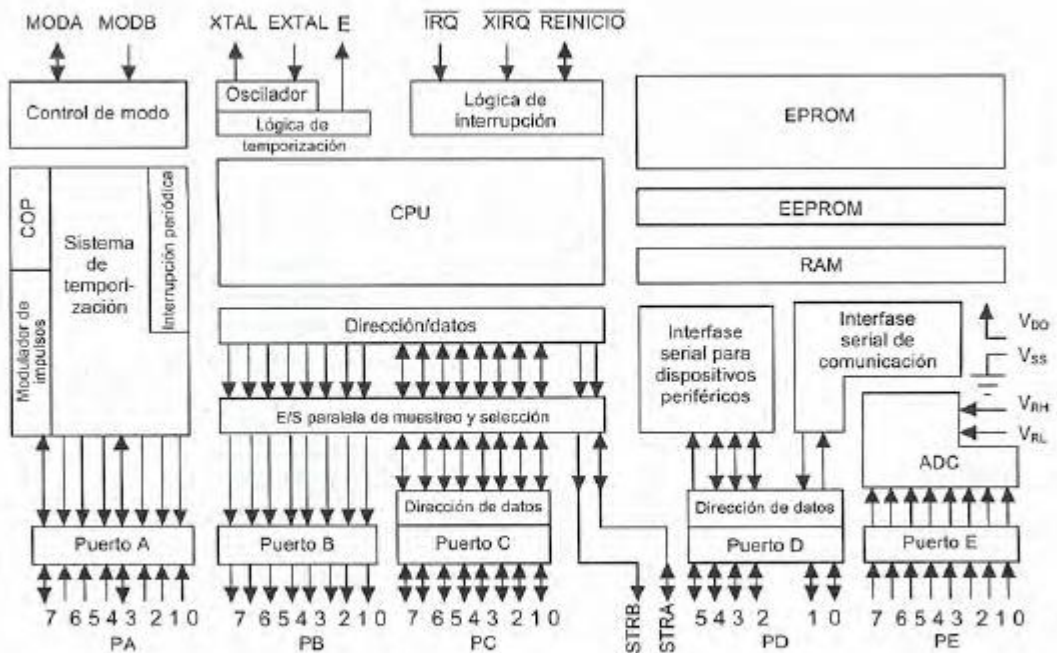 MODA MODB XTAL EXTAL E IRQ XIRQ REINICIO
Control de modo
Oscilador
Lógica de
temporización
Lógica de
interrupción
EPROM
COP
Modulador de
impulsos
Sistema
de
tempori-
zación
Interrupción periódica
CPU
EEPROM
RAM
Dirección/datos
E/S paralela de muestreo y selección
Interfase
serial para
dispositivos
periféricos
Interfase
serial de
comunicación
VDD
VSS
VRH
VRL
ADC
Dirección de datos
Dirección de datos
Puerto A
Puerto B
Puerto C
Puerto D
Puerto E
7 6 5 4 3 2 1 0
PA
7 6 5 4 3 2 1 0
PB
7 6 5 4 3 2 1 0
PC
STRB
STRA
5 4 3 2 1 0
PD
7 6 5 4 3 2 1 0
PE